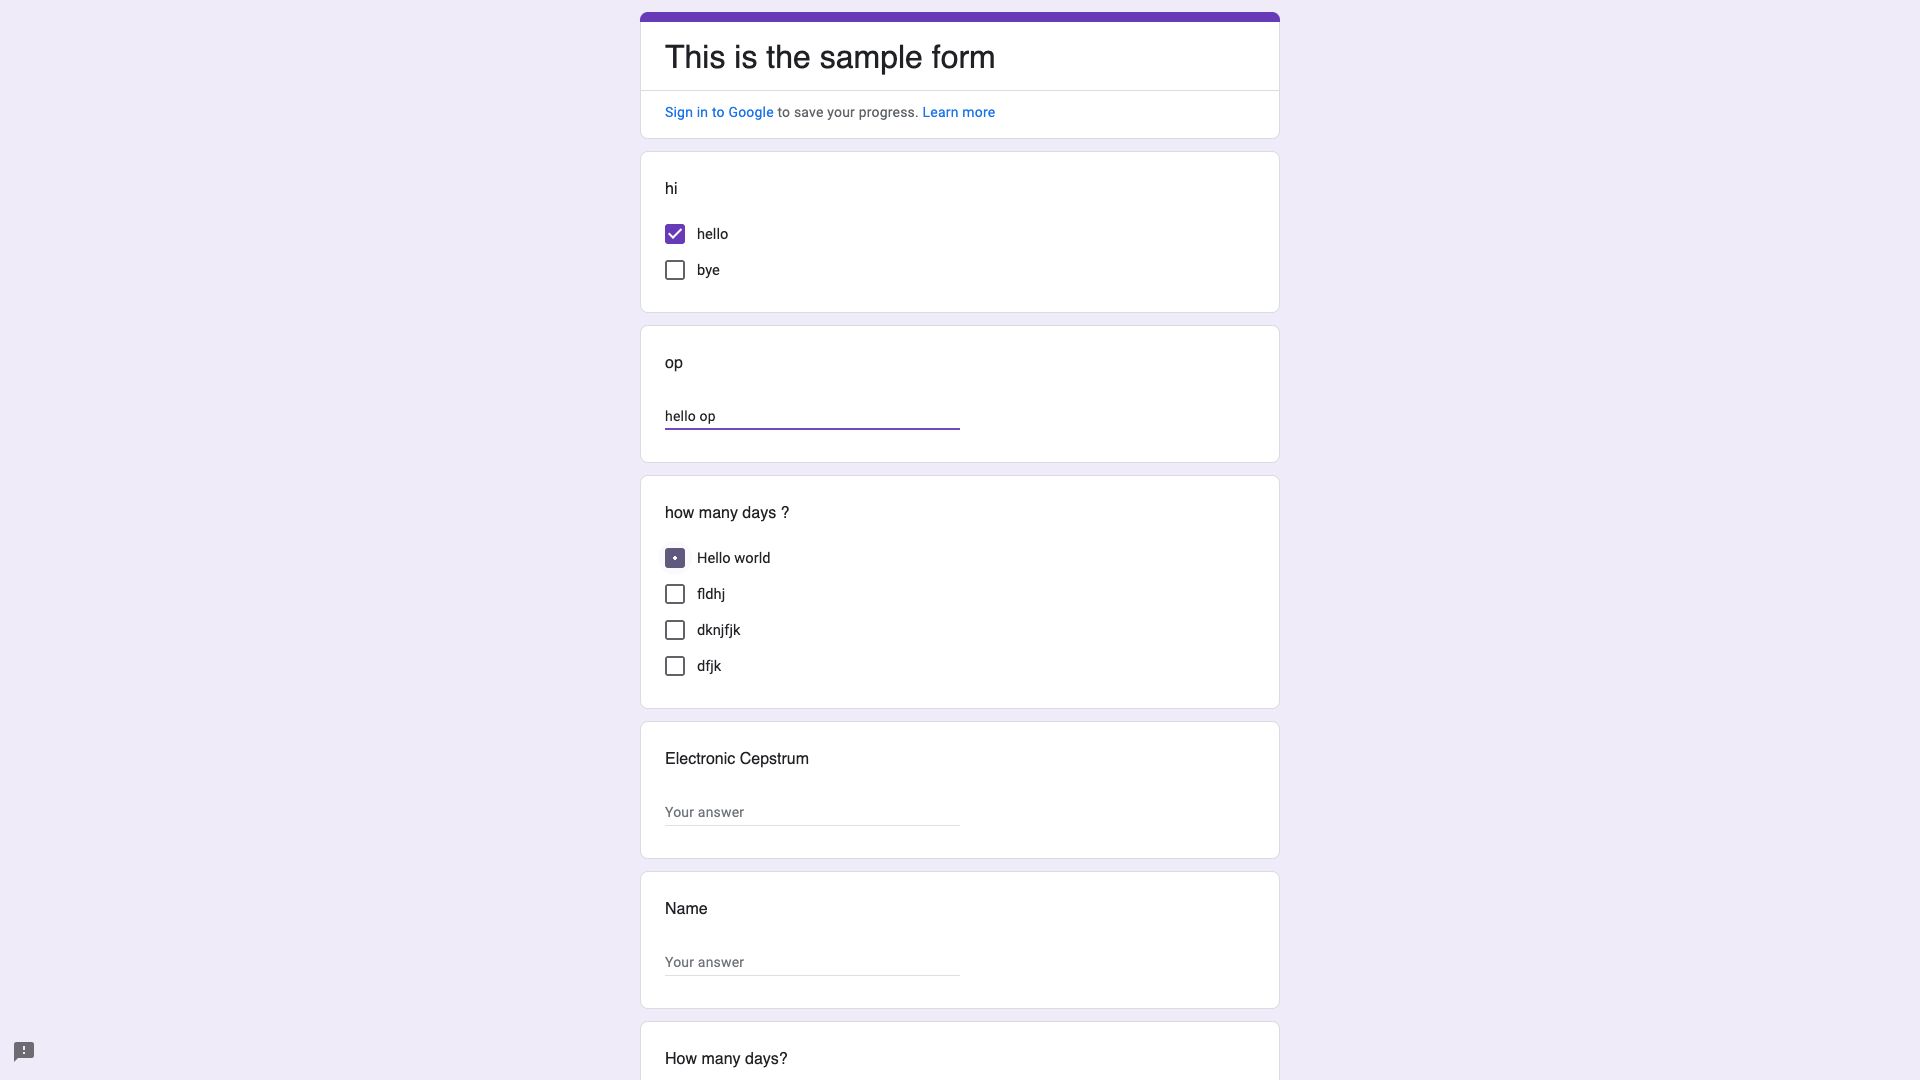 This is the sample form
Sign in to Google to save your progress. Learn more
hi
hello
bye
op
hello op
how many days ?
Hello world
fldhj
dknjfjk
dfjk
Electronic Cepstrum
Your answer
Name
Your answer
How many days?